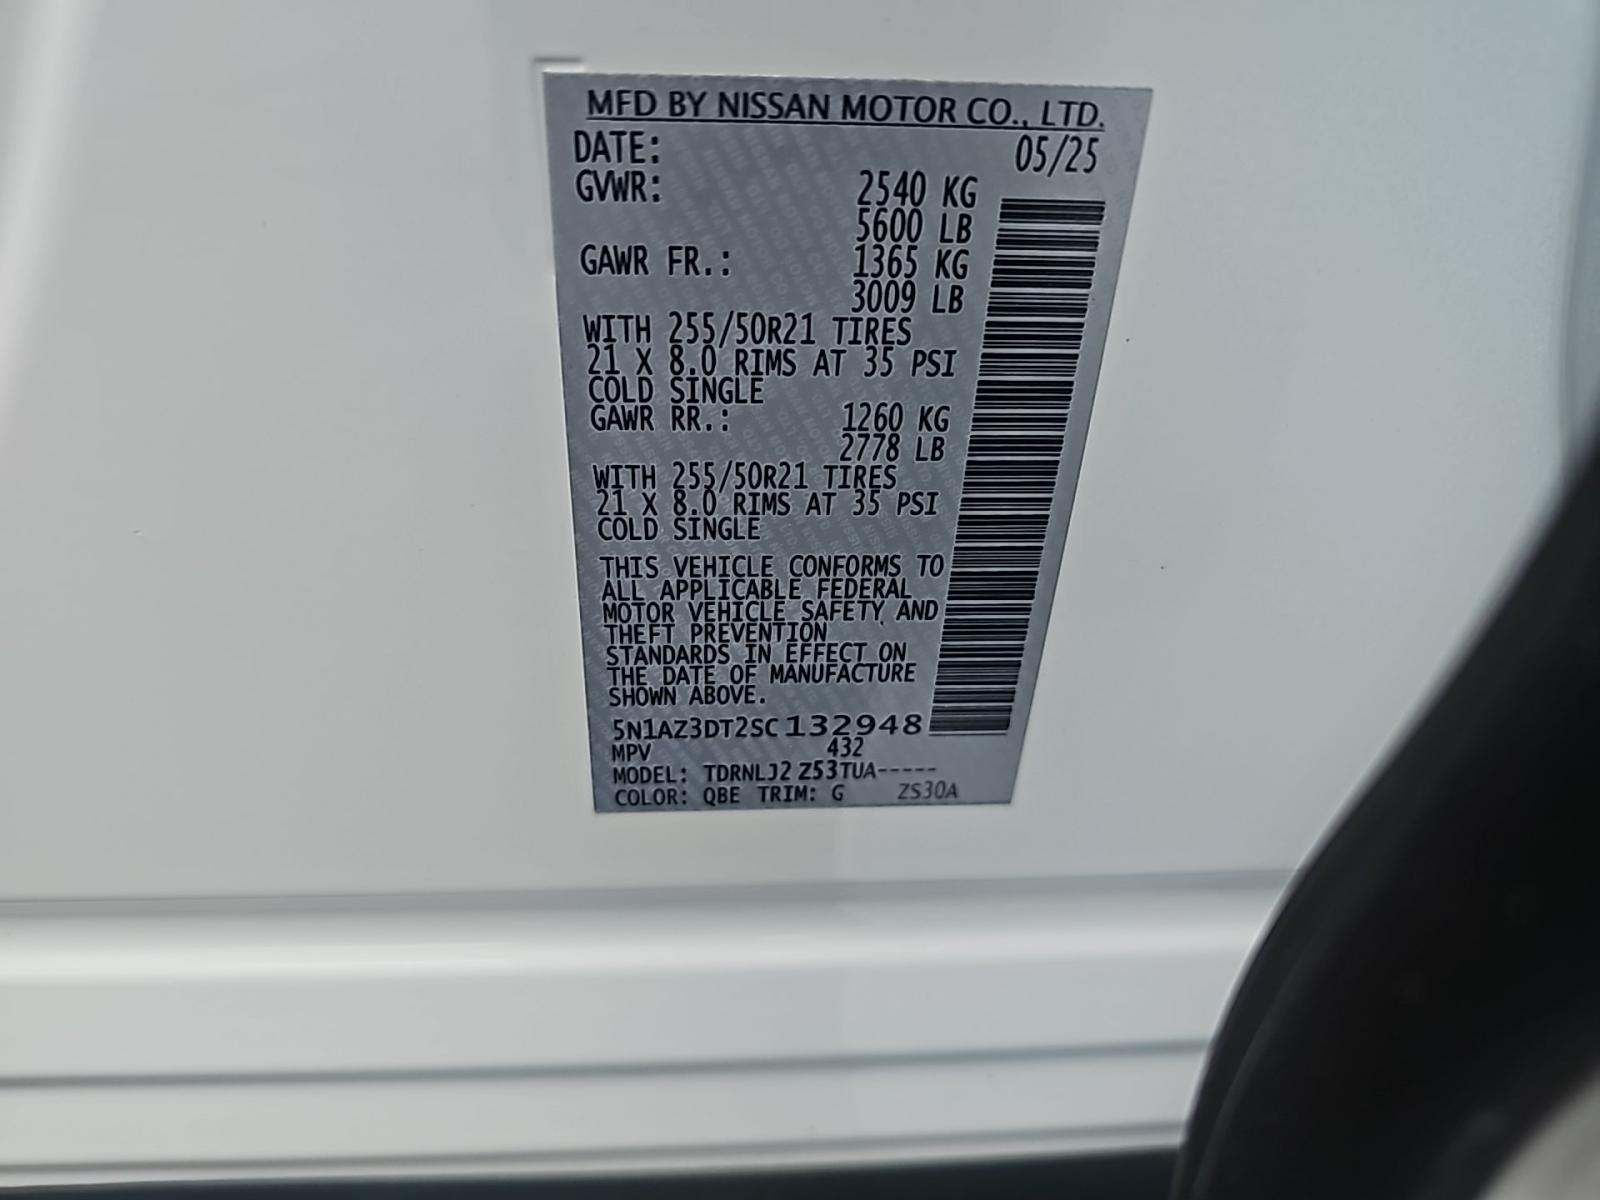 MFD BY NISSAN MOTOR CO., LTD.
DATE: 05/25
GVWR: 2540 KG
5600 LB
GAWR FR.: 1365 KG
3009 LB
WITH 255/50R21 TIRES
21 X 8.0 RIMS AT 35 PSI
COLD SINGLE
GAWR RR.: 1260 KG
2778 LB
WITH 255/50R21 TIRES
21 X 8.0 RIMS AT 35 PSI
COLD SINGLE
THIS VEHICLE CONFORMS TO
ALL APPLICABLE FEDERAL
MOTOR VEHICLE SAFETY AND
THEFT PREVENTION
STANDARDS IN EFFECT ON
THE DATE OF MANUFACTURE
SHOWN ABOVE.
5N1AZ3DT2SC132948
MPV 432
MODEL: TDRNLJ2 Z53TUA-----
COLOR: QBE TRIM: G ZS30A